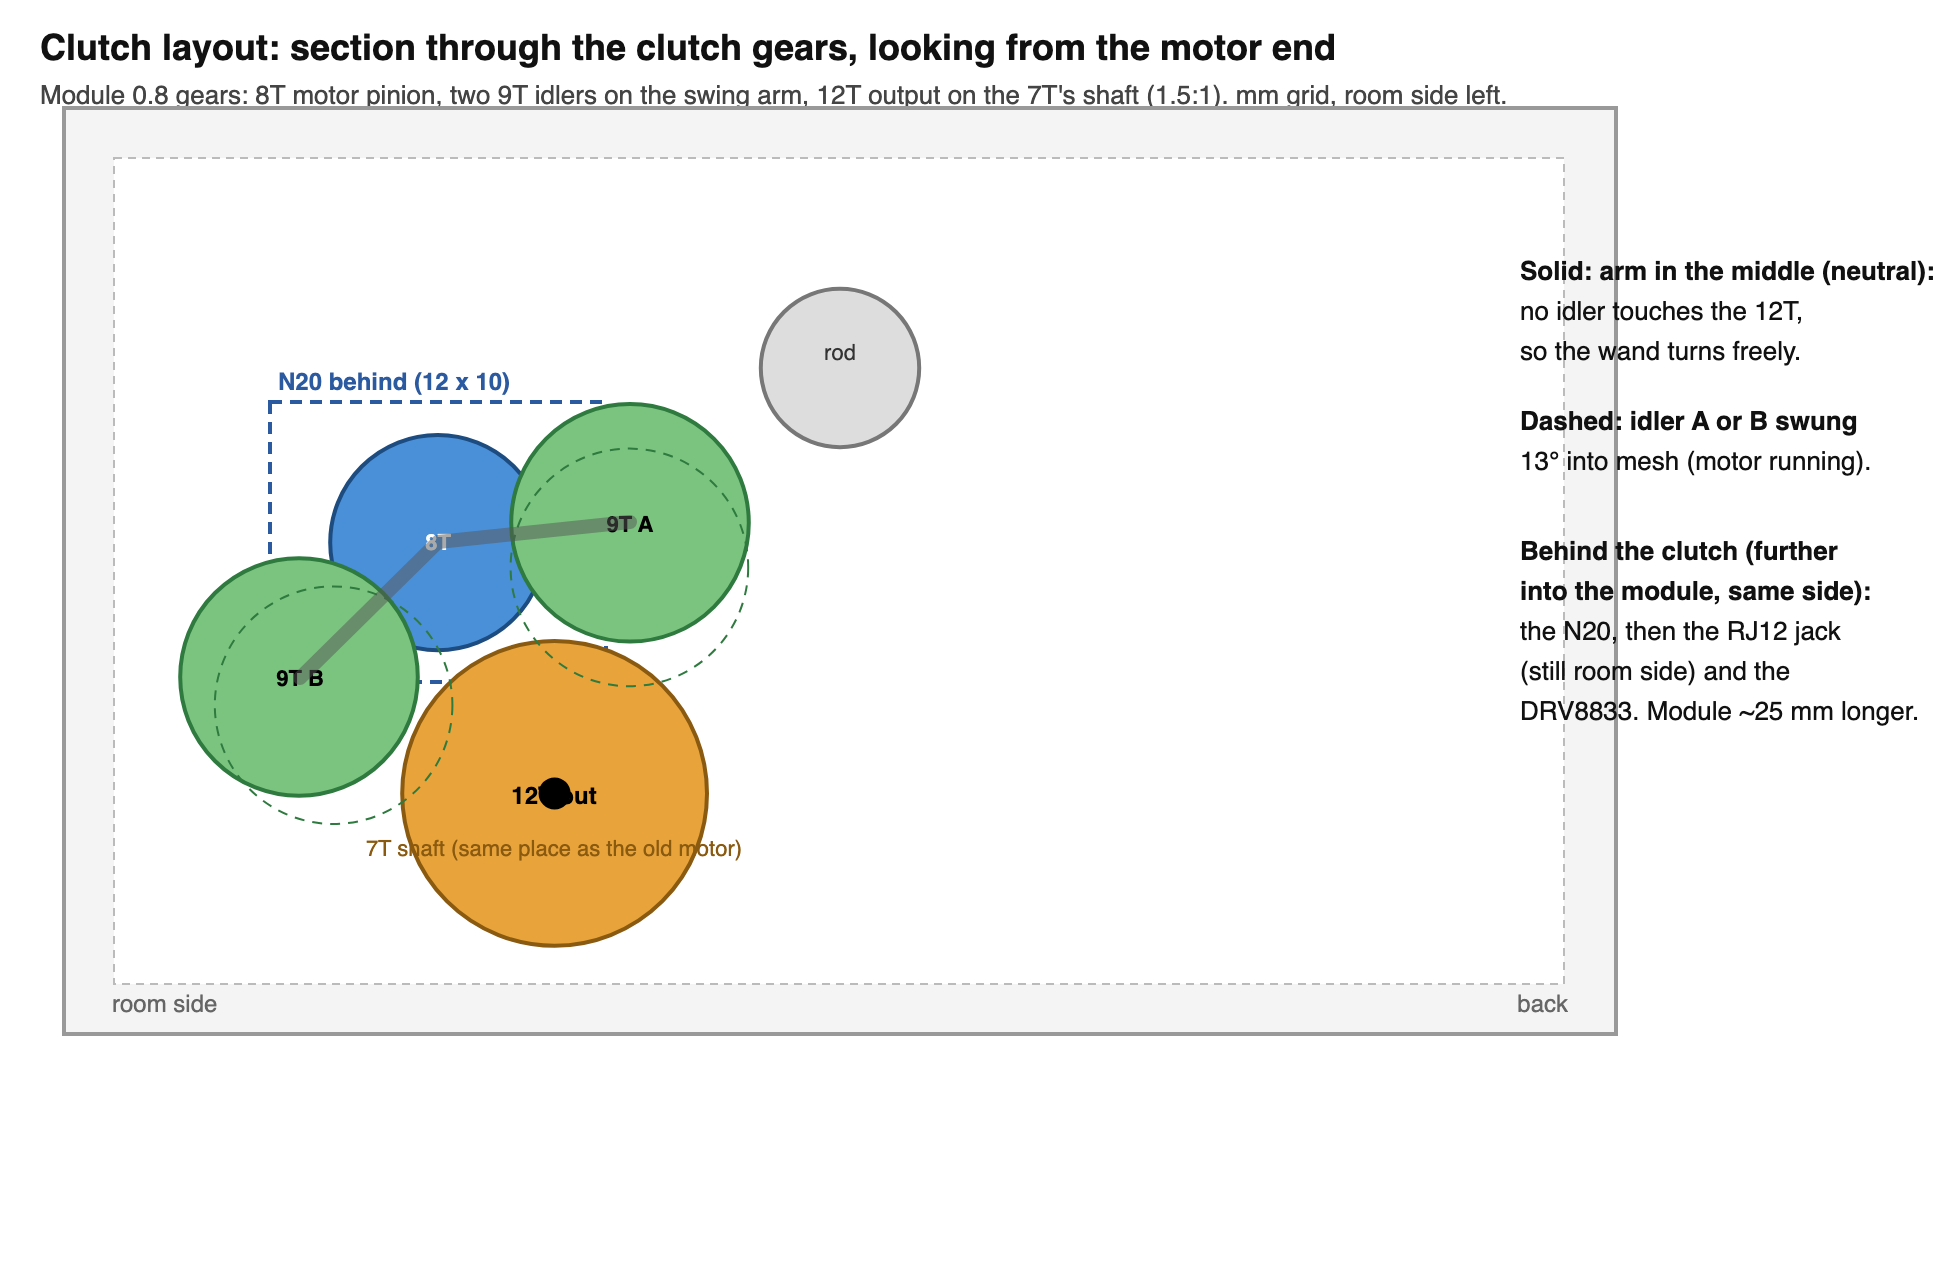 Clutch layout: section through the clutch gears, looking from the motor end
Module 0.8 gears: 8T motor pinion, two 9T idlers on the swing arm, 12T output on the 7T's shaft (1.5:1). mm grid, room side left.
Solid: arm in the middle (neutral):
no idler touches the 12T,
so the wand turns freely.
rod
N20 behind (12 x 10)
Dashed: idler A or B swung
13° into mesh (motor running).
9T A
8T
Behind the clutch (further
into the module, same side):
the N20, then the RJ12 jack
(still room side) and the
DRV8833. Module ~25 mm longer.
9T B
7T shaft (same place as the old motor)
room side
back